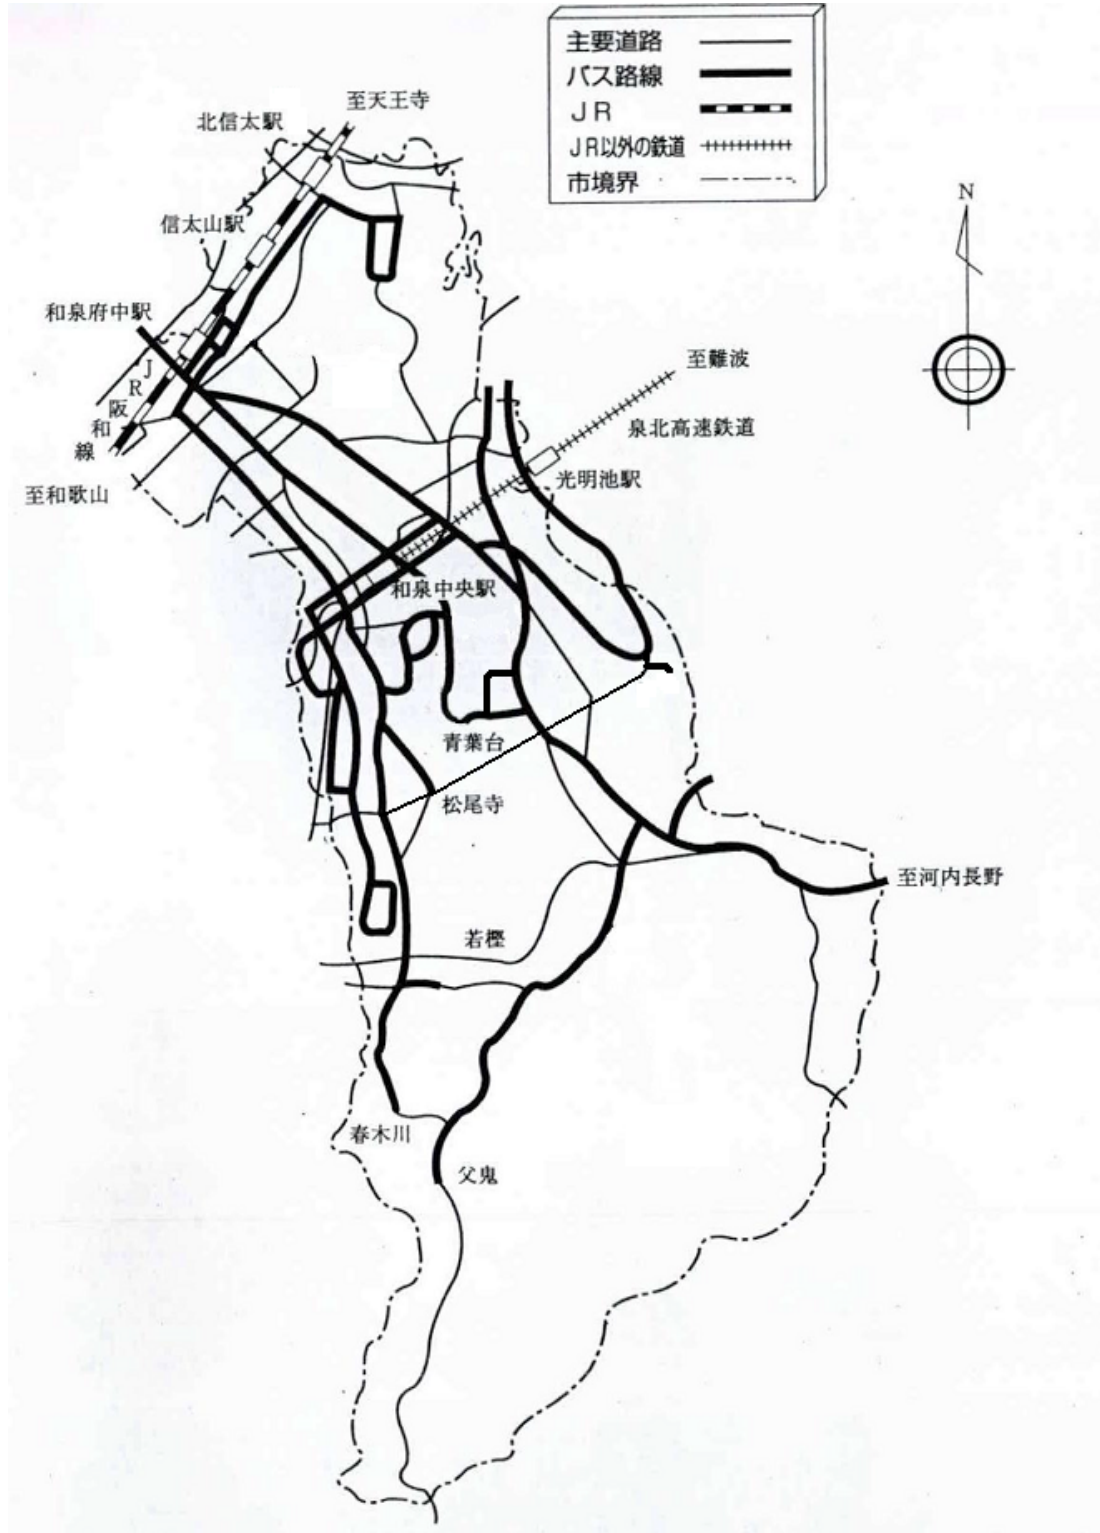 主要道路
バス路線
JR
JR以外の鉄道
市境界
至天王寺
北信太駅
信太山駅
N
和泉府中駅
至難波
JR阪和線
泉北高速鉄道
光明池駅
至和歌山
和泉中央駅
青葉台
松尾寺
至河内長野
若樫
春木川
父鬼